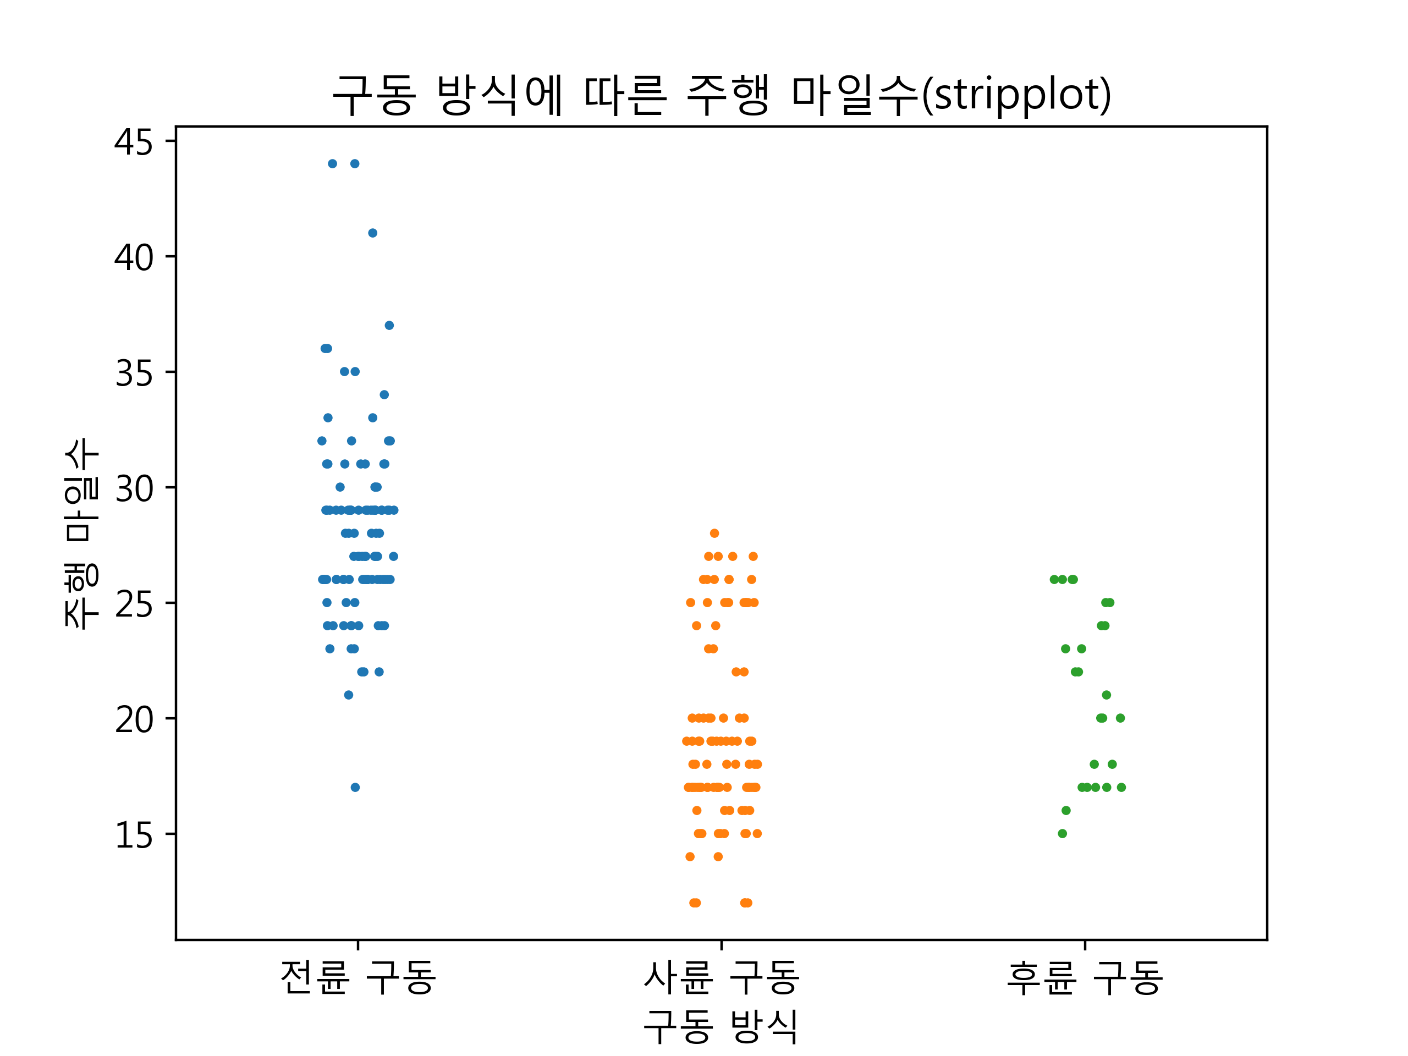 구동 방식에 따른 주행 마일수(stripplot)
45
40
35
30
25
20
15
주행 마일수
전륜 구동
사륜 구동
후륜 구동
구동 방식